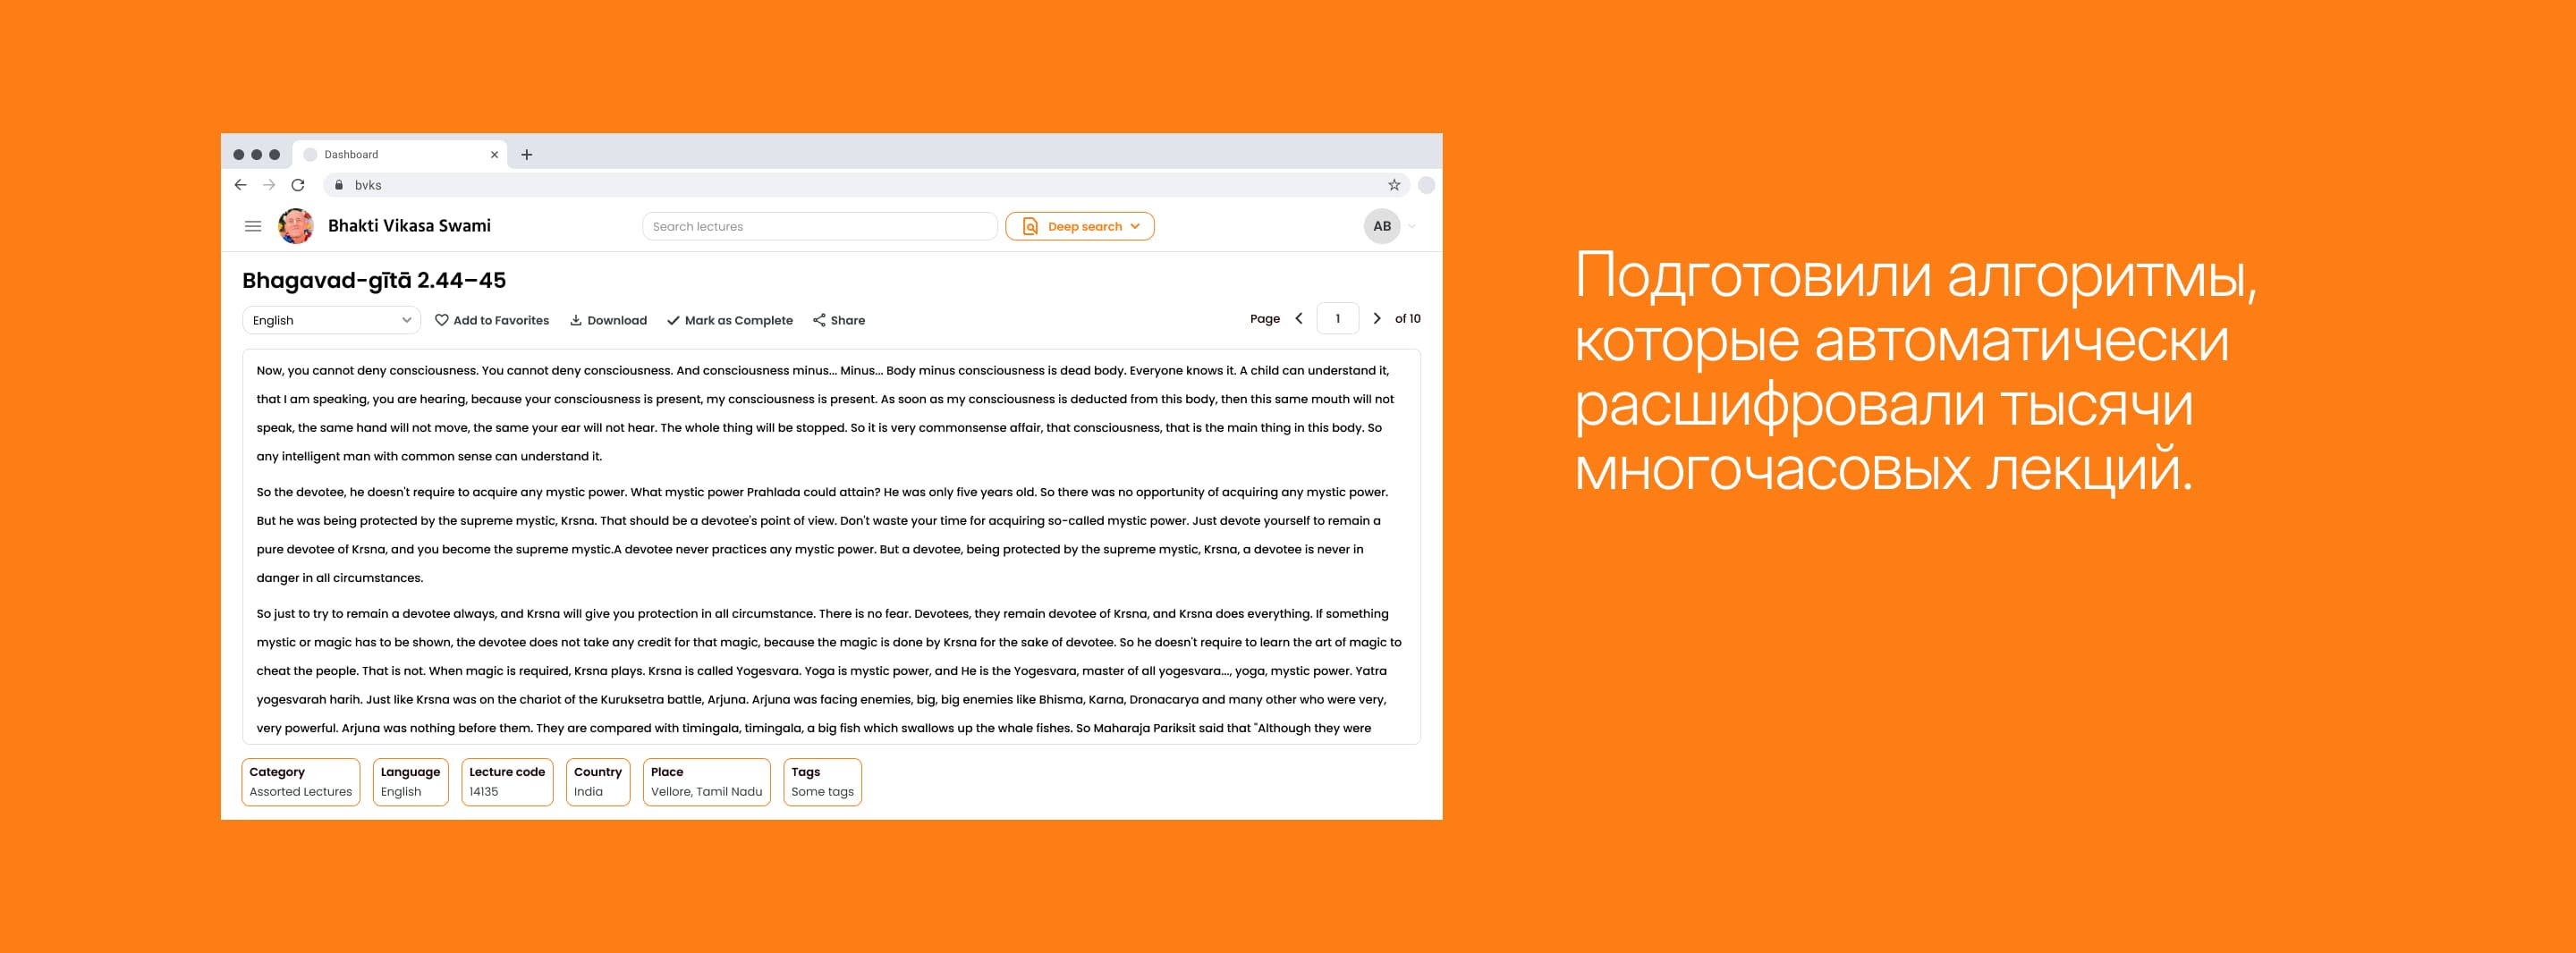 Dashboard
bvks
Bhakti Vikasa Swami
Search lectures
Deep search
AB
Bhagavad-gītā 2.44–45
English
Add to Favorites
Download
Mark as Complete
Share
Page
1
of 10
Now, you cannot deny consciousness. You cannot deny consciousness. And consciousness minus... Minus... Body minus consciousness is dead body. Everyone knows it. A child can understand it,
that I am speaking, you are hearing, because your consciousness is present, my consciousness is present. As soon as my consciousness is deducted from this body, then this same mouth will not
speak, the same hand will not move, the same your ear will not hear. The whole thing will be stopped. So it is very commonsense affair, that consciousness, that is the main thing in this body. So
any intelligent man with common sense can understand it.
So the devotee, he doesn't require to acquire any mystic power. What mystic power Prahlada could attain? He was only five years old. So there was no opportunity of acquiring any mystic power.
But he was being protected by the supreme mystic, Krsna. That should be a devotee's point of view. Don't waste your time for acquiring so-called mystic power. Just devote yourself to remain a
pure devotee of Krsna, and you become the supreme mystic.A devotee never practices any mystic power. But a devotee, being protected by the supreme mystic, Krsna, a devotee is never in
danger in all circumstances.
So just to try to remain a devotee always, and Krsna will give you protection in all circumstance. There is no fear. Devotees, they remain devotee of Krsna, and Krsna does everything. If something
mystic or magic has to be shown, the devotee does not take any credit for that magic, because the magic is done by Krsna for the sake of devotee. So he doesn't require to learn the art of magic to
cheat the people. That is not. When magic is required, Krsna plays. Krsna is called Yogesvara. Yoga is mystic power, and He is the Yogesvara, master of all yogesvara..., yoga, mystic power. Yatra
yogesvarah harih. Just like Krsna was on the chariot of the Kuruksetra battle, Arjuna. Arjuna was facing enemies, big, big enemies like Bhisma, Karna, Dronacarya and many other who were very,
very powerful. Arjuna was nothing before them. They are compared with timingala, timingala, a big fish which swallows up the whale fishes. So Maharaja Pariksit said that "Although they were
Category
Assorted Lectures
Language
English
Lecture code
14135
Country
India
Place
Vellore, Tamil Nadu
Tags
Some tags
Подготовили алгоритмы,
которые автоматически
расшифровали тысячи
многочасовых лекций.